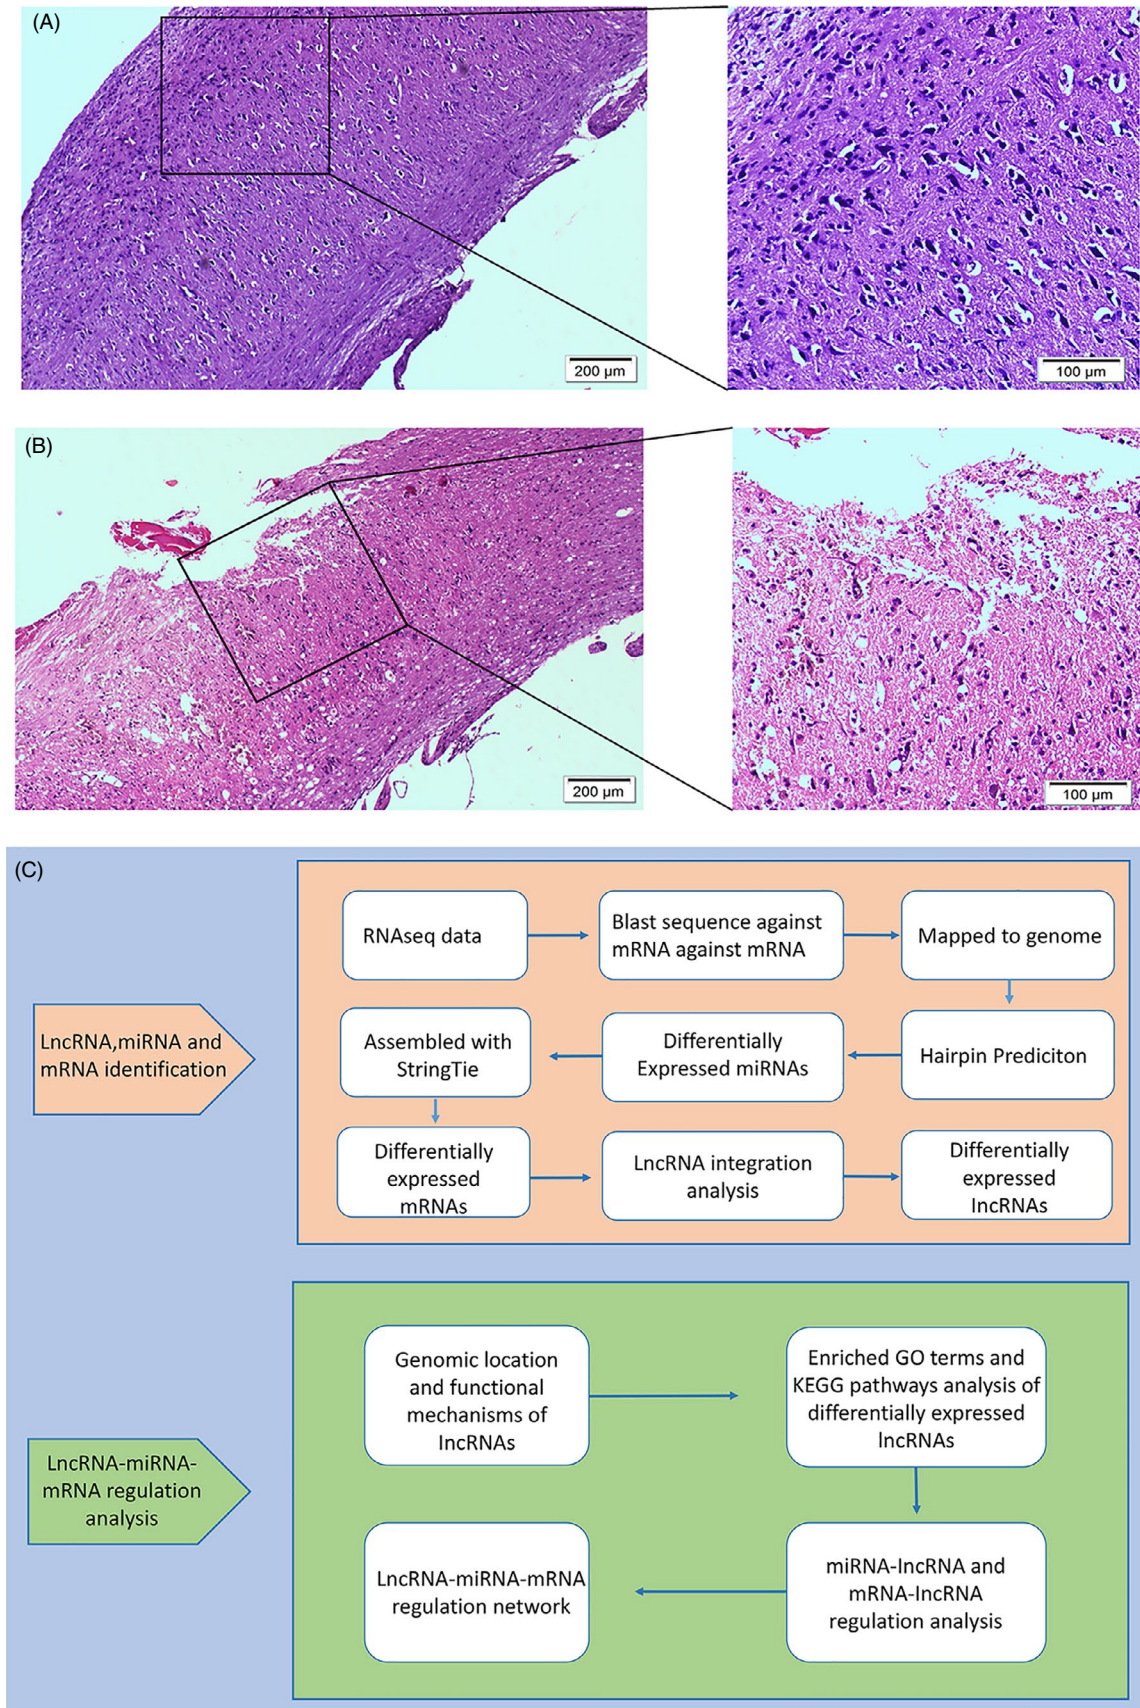 (A)
200 µm
100 µm
(B)
200 µm
100 µm
(C)
LncRNA,miRNA and
mRNA identification
RNAseq data
Blast sequence against
mRNA against mRNA
Mapped to genome
Assembled with
StringTie
Differentially
Expressed miRNAs
Hairpin Prediciton
Differentially
expressed
mRNAs
LncRNA integration
analysis
Differentially
expressed
lncRNAs
LncRNA-miRNA-
mRNA regulation
analysis
Genomic location
and functional
mechanisms of
lncRNAs
Enriched GO terms and
KEGG pathways analysis of
differentially expressed
lncRNAs
LncRNA-miRNA-mRNA
regulation network
miRNA-lncRNA and
mRNA-lncRNA
regulation analysis